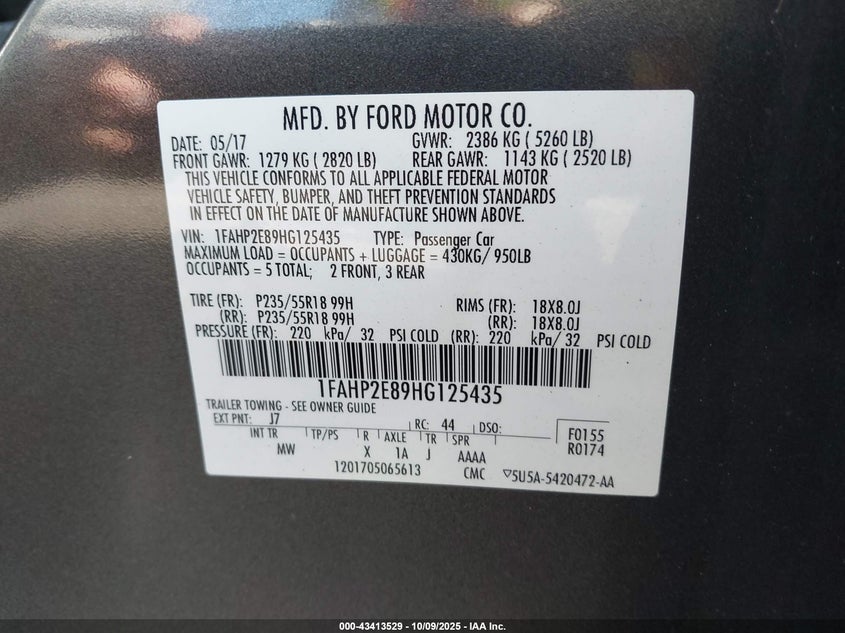 MFD. BY FORD MOTOR CO.
DATE: 05/17 GVWR: 2386 KG ( 5260 LB)
FRONT GAWR: 1279 KG ( 2820 LB) REAR GAWR: 1143 KG ( 2520 LB)
THIS VEHICLE CONFORMS TO ALL APPLICABLE FEDERAL MOTOR
VEHICLE SAFETY, BUMPER, AND THEFT PREVENTION STANDARDS
IN EFFECT ON THE DATE OF MANUFACTURE SHOWN ABOVE.
VIN: 1FAHP2E89HG125435 TYPE: Passenger Car
MAXIMUM LOAD = OCCUPANTS + LUGGAGE = 430KG/ 950LB
OCCUPANTS = 5 TOTAL; 2 FRONT, 3 REAR
TIRE (FR): P235/55R18 99H RIMS (FR): 18X8.0J
(RR): P235/55R18 99H (RR): 18X8.0J
PRESSURE (FR): 220 kPa/ 32 PSI COLD (RR): 220 kPa/ 32 PSI COLD
1FAHP2E89HG125435
TRAILER TOWING - SEE OWNER GUIDE
EXT PNT: J7 RC: 44 DSO: F0155
INT TR TP/PS R AXLE TR SPR R0174
MW X 1A J AAAA
1201705065613 CMC ▽5U5A-5420472-AA
000-43413529 - 10/09/2025 - IAA Inc.